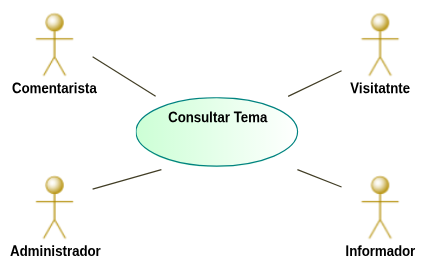 Comentarista
Visitatnte
Consultar Tema
Administrador
Informador